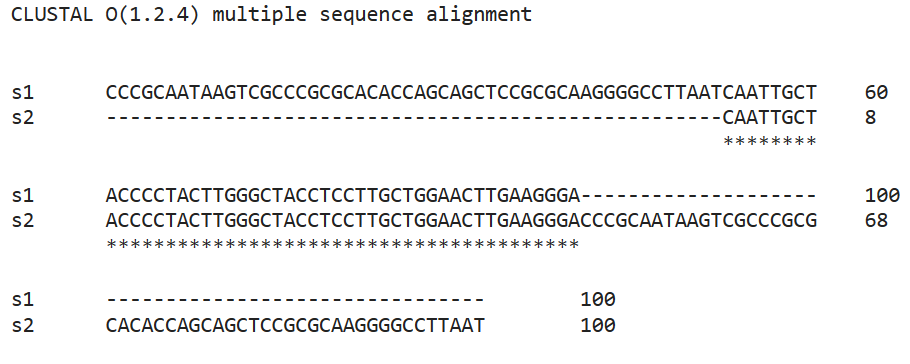 CLUSTAL O(1.2.4) multiple sequence alignment
s1      CCCGCAATAAGTCGCCCGCGCACACCAGCAGCTCCGCGCAAGGGGCCTTAATCAATTGCT    60
s2      ----------------------------------------------------CAATTGCT    8
                                                            ********
s1      ACCCCTACTTGGGCTACCTCCTTGCTGGAACTTGAAGGGA--------------------    100
s2      ACCCCTACTTGGGCTACCTCCTTGCTGGAACTTGAAGGGACCCGCAATAAGTCGCCCGCG    68
        ****************************************
s1      --------------------------------        100
s2      CACACCAGCAGCTCCGCGCAAGGGGCCTTAAT        100